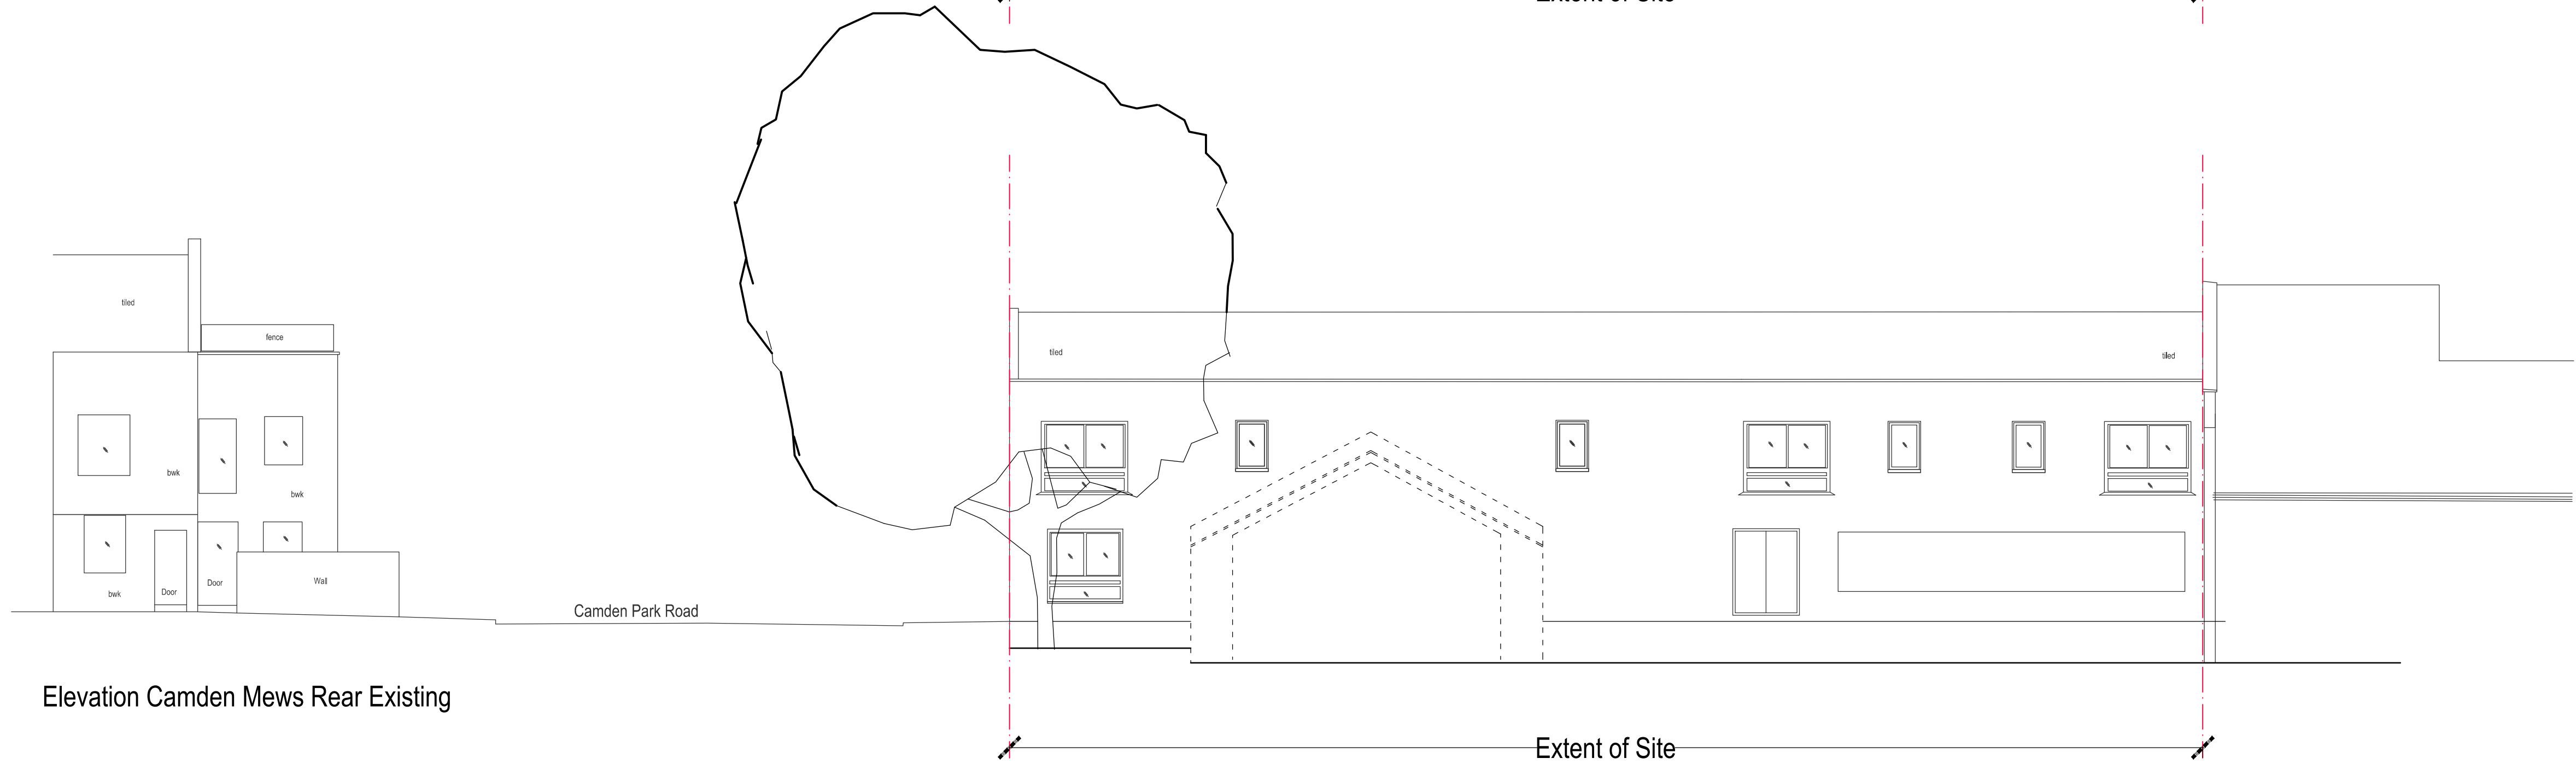 Extent of Site
tiled
fence
tiled
tiled
bwk
bwk
Door
Wall
Door
bwk
Camden Park Road
Elevation Camden Mews Rear Existing
Extent of Site